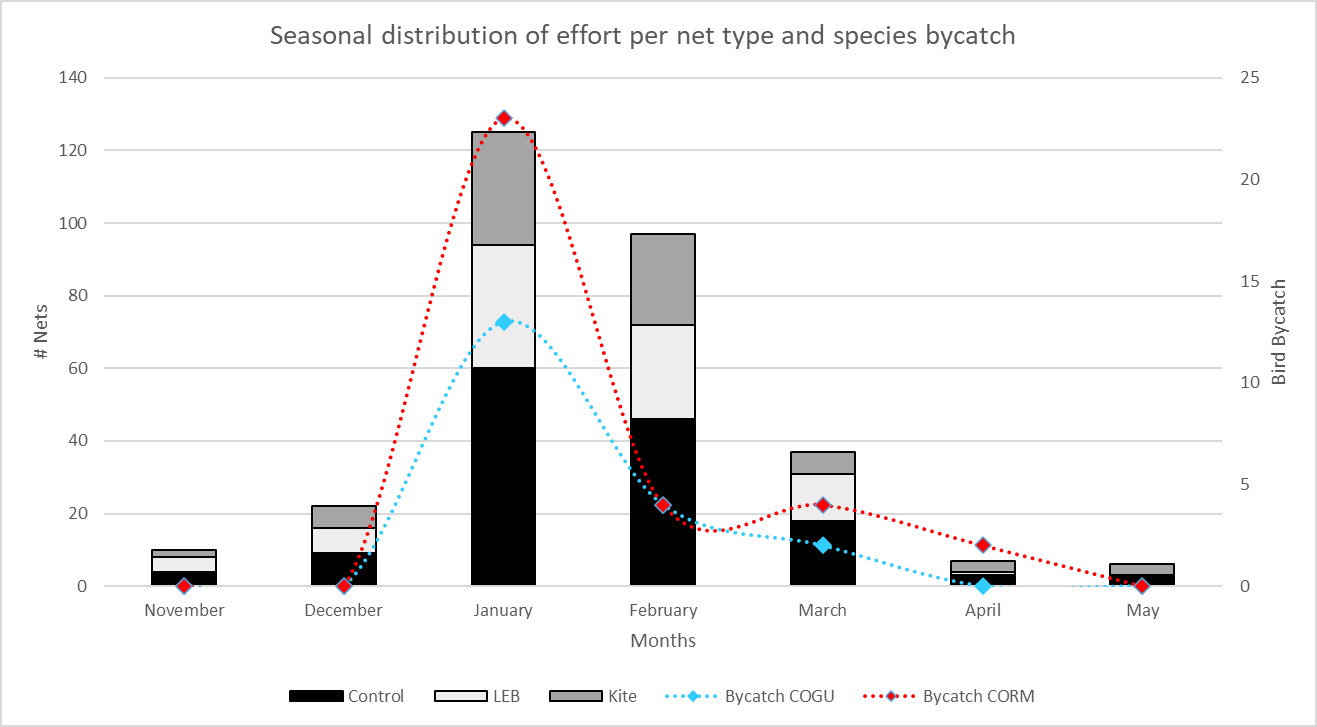 Seasonal distribution of effort per net type and species bycatch
140
120
100
80
60
40
20
0
# Nets
25
20
15
10
5
0
Bird Bycatch
November December January February March April May
Months
Control LEB Kite Bycatch COGU Bycatch CORM